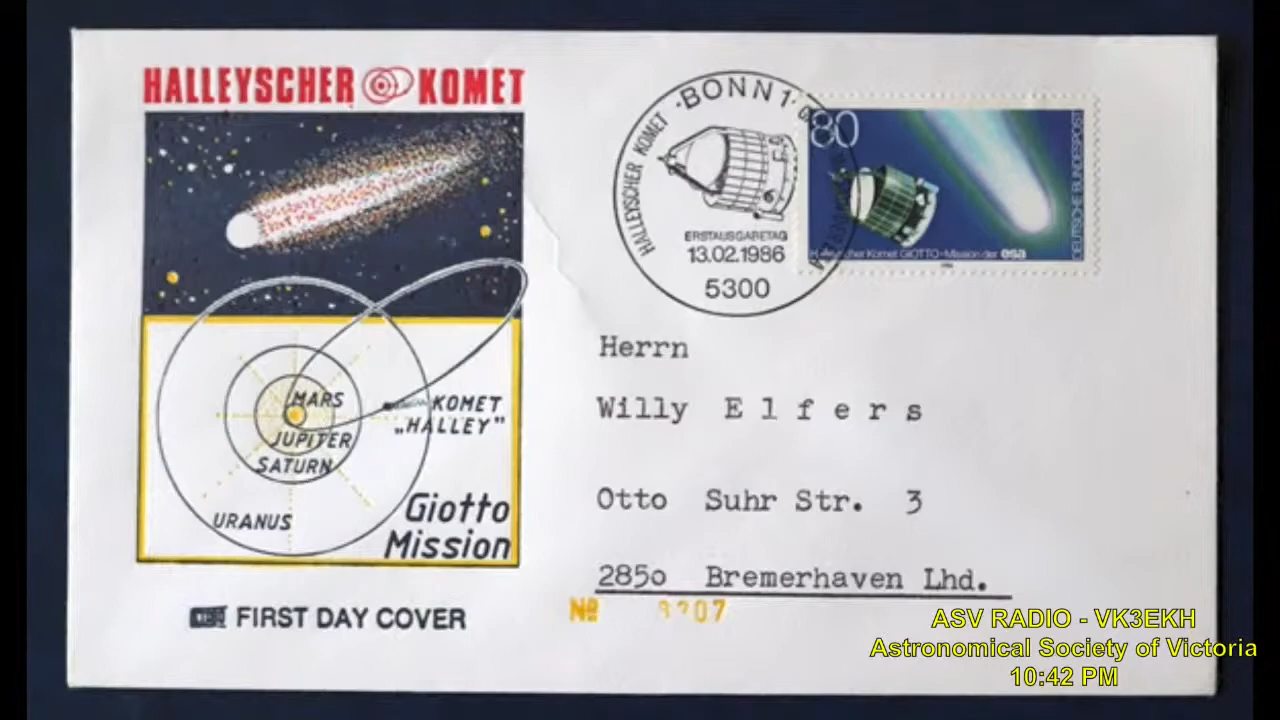 HALLEYSCHER KOMET
MARS
JUPITER
SATURN
URANUS
KOMET
„HALLEY”
Giotto
Mission
FIRST DAY COVER
BONN 1
HALLEYSCHER KOMET
ERSTAUSGABETAG
13.02.1986
5300
80
DEUTSCHE BUNDESPOST
Halleyscher Komet GIOTTO-Mission der esa
Herrn
Willy E l f e r s
Otto Suhr Str. 3
285o Bremerhaven Lhd.
No
ASV RADIO - VK3EKH
Astronomical Society of Victoria
10:42 PM